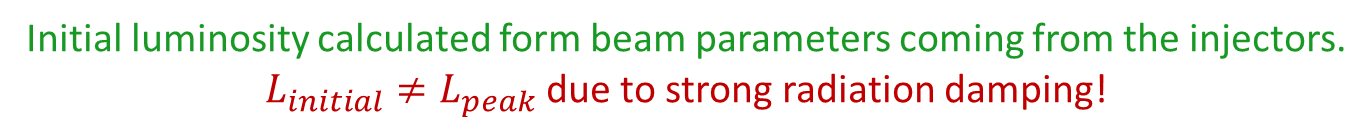 Initial luminosity calculated form beam parameters coming from the injectors.
L_initial ≠ L_peak due to strong radiation damping!